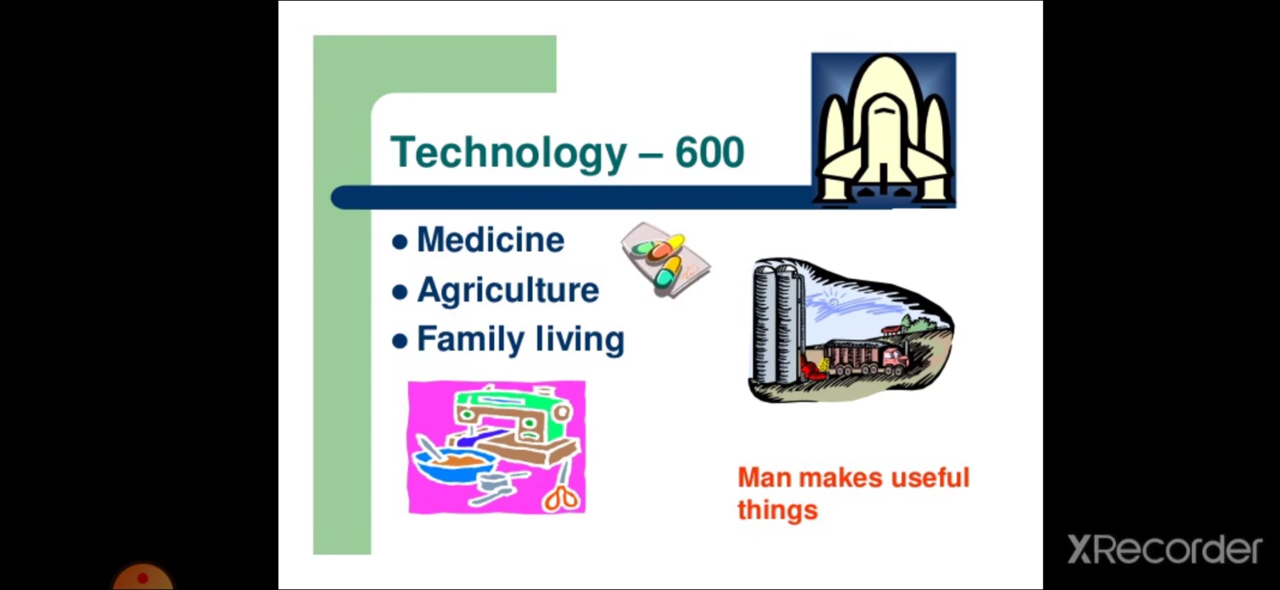 Technology – 600
• Medicine
• Agriculture
• Family living
Man makes useful
things
XRecorder